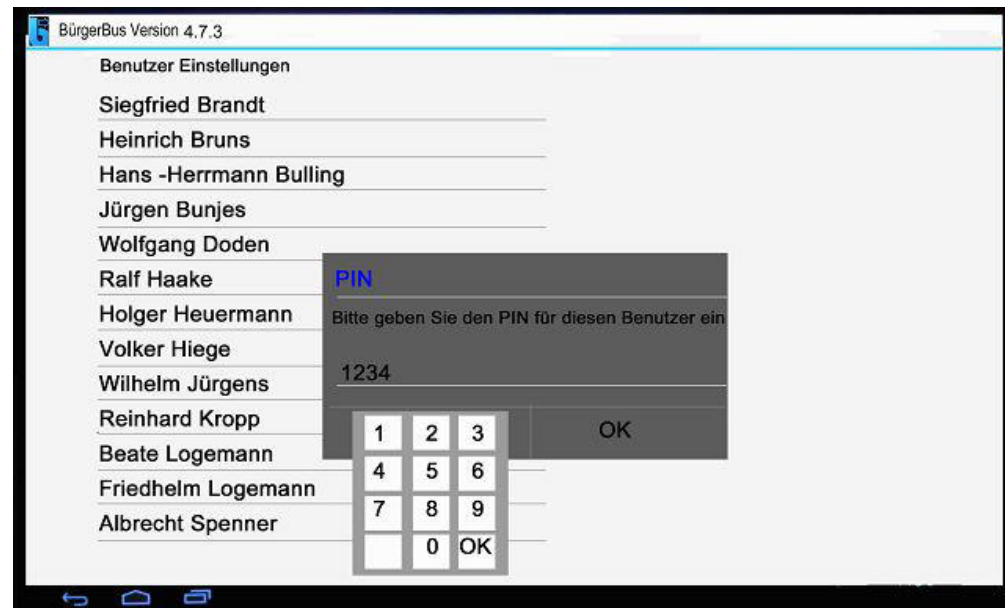 BürgerBus Version 4.7.3
Benutzer Einstellungen
Siegfried Brandt
Heinrich Bruns
Hans -Herrmann Bulling
Jürgen Bunjes
Wolfgang Doden
Ralf Haake
Holger Heuermann
Volker Hiege
Wilhelm Jürgens
Reinhard Kropp
Beate Logemann
Friedhelm Logemann
Albrecht Spenner
PIN
Bitte geben Sie den PIN für diesen Benutzer ein
1234
OK
1 2 3
4 5 6
7 8 9
0 OK